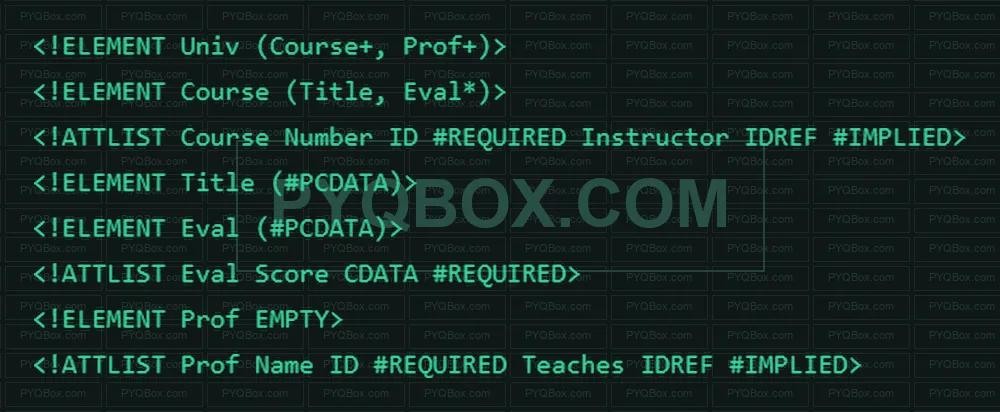 <!ELEMENT Univ (Course+, Prof+)>
<!ELEMENT Course (Title, Eval*)>
<!ATTLIST Course Number ID #REQUIRED Instructor IDREF #IMPLIED>
<!ELEMENT Title (#PCDATA)>
PYQBOX.COM
<!ELEMENT Eval (#PCDATA)>
<!ATTLIST Eval Score CDATA #REQUIRED>
<!ELEMENT Prof EMPTY>
<!ATTLIST Prof Name ID #REQUIRED Teaches IDREF #IMPLIED>
PYQBox.com